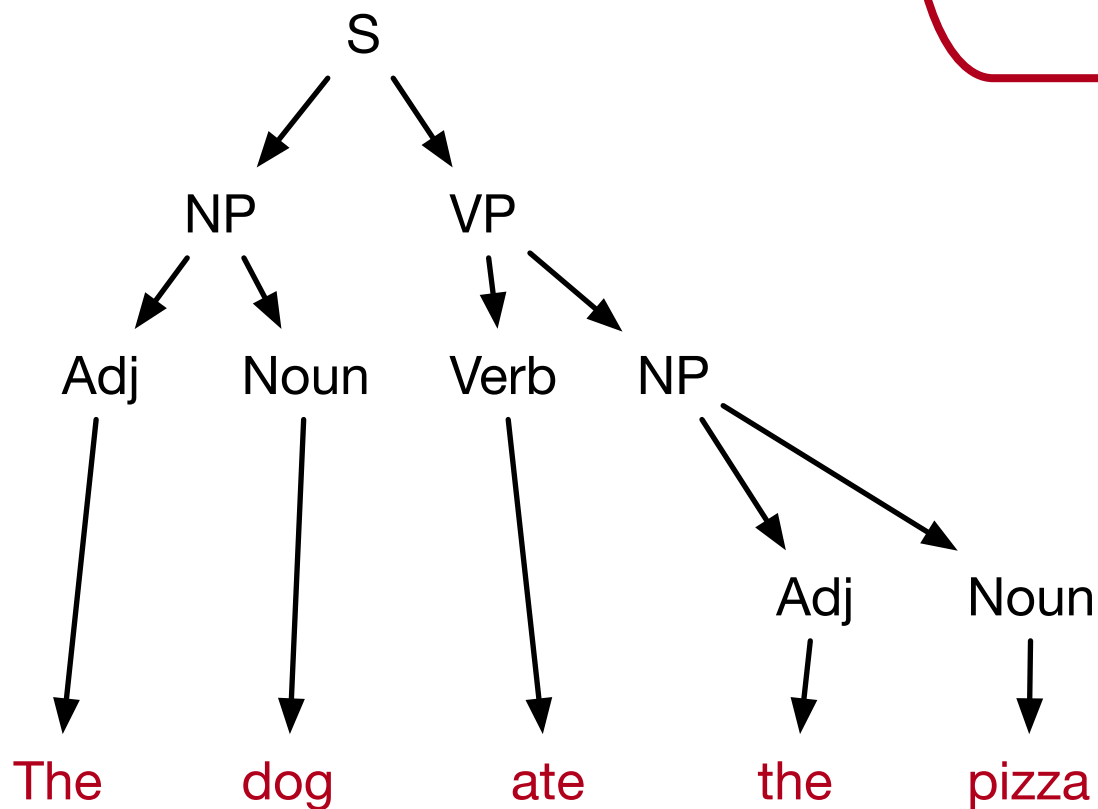 S
NP VP
Adj Noun Verb NP
Adj Noun
The dog ate the pizza